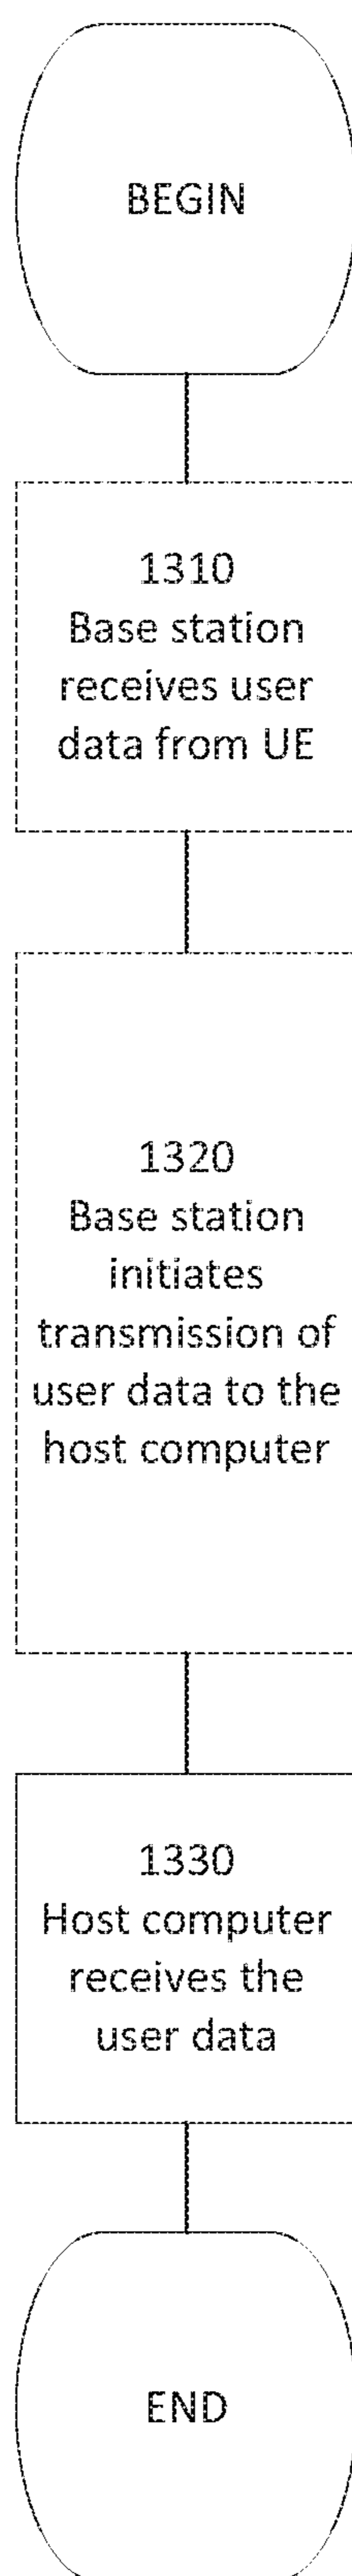 BEGIN
1310
Base station
receives user
data from UE
1320
Base station
initiates
transmission of
user data to the
host computer
1330
Host computer
receives the
user data
END